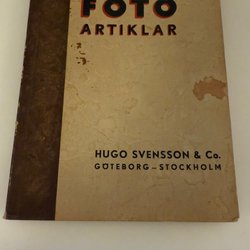 FOTO
ARTIKLAR
HUGO SVENSSON & Co.
GÖTEBORG - STOCKHOLM